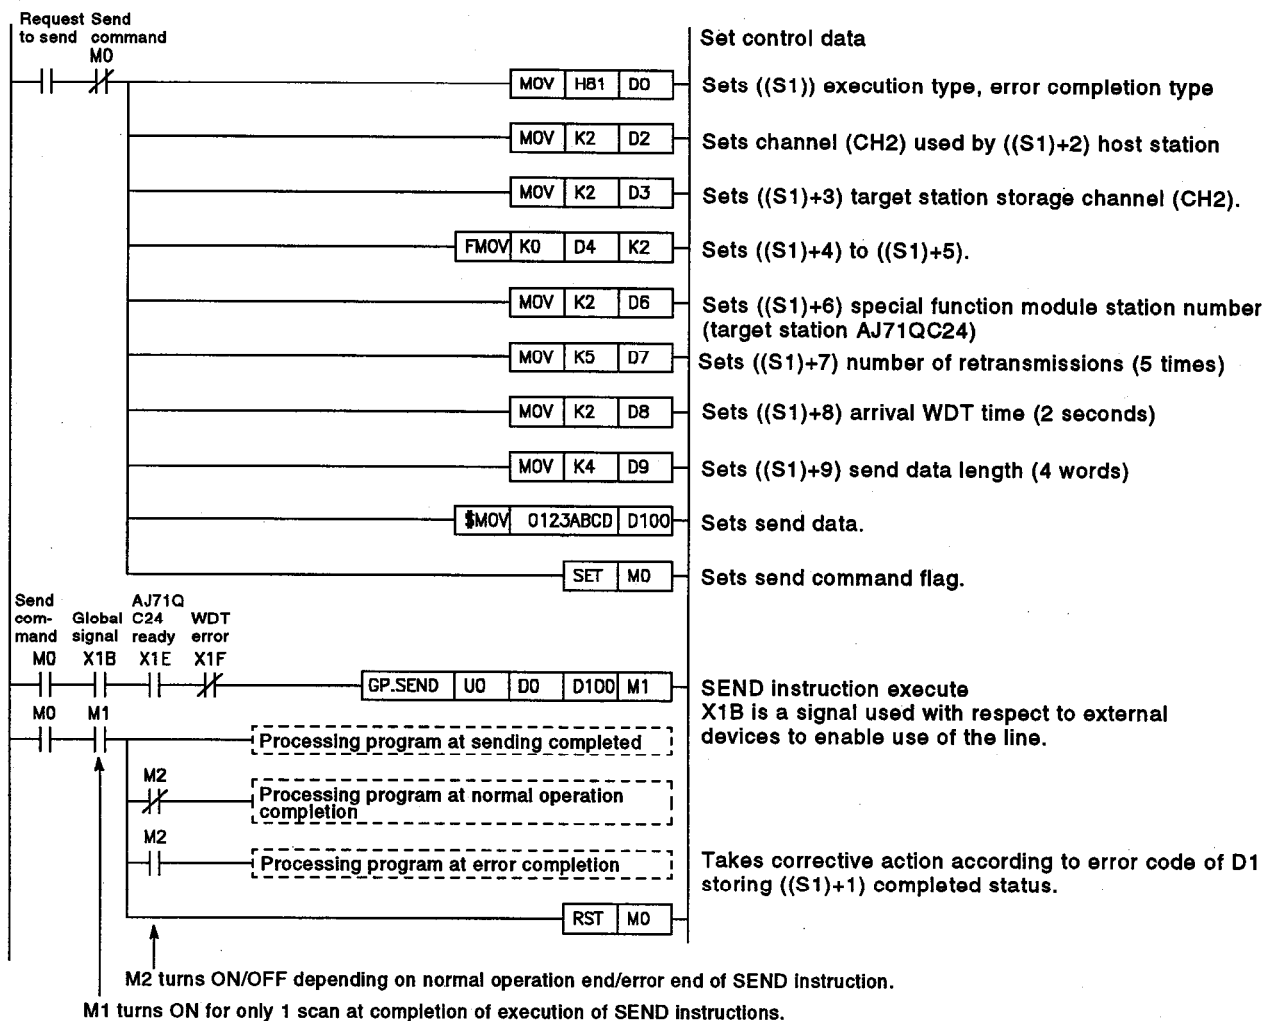 Request Send
to send command
M0
Set control data
MOV H81 D0 Sets ((S1)) execution type, error completion type
MOV K2 D2 Sets channel (CH2) used by ((S1)+2) host station
MOV K2 D3 Sets ((S1)+3) target station storage channel (CH2).
FMOV K0 D4 K2 Sets ((S1)+4) to ((S1)+5).
MOV K2 D6 Sets ((S1)+6) special function module station number
(target station AJ71QC24)
MOV K5 D7 Sets ((S1)+7) number of retransmissions (5 times)
MOV K2 D8 Sets ((S1)+8) arrival WDT time (2 seconds)
MOV K4 D9 Sets ((S1)+9) send data length (4 words)
$MOV 0123ABCD D100 Sets send data.
SET M0 Sets send command flag.
Send AJ71Q
com- Global C24 WDT
mand signal ready error
M0 X1B X1E X1F
GP.SEND U0 D0 D100 M1 SEND instruction execute
X1B is a signal used with respect to external
devices to enable use of the line.
M0 M1
Processing program at sending completed
M2
Processing program at normal operation
completion
M2
Processing program at error completion
Takes corrective action according to error code of D1
storing ((S1)+1) completed status.
RST M0
M2 turns ON/OFF depending on normal operation end/error end of SEND instruction.
M1 turns ON for only 1 scan at completion of execution of SEND instructions.